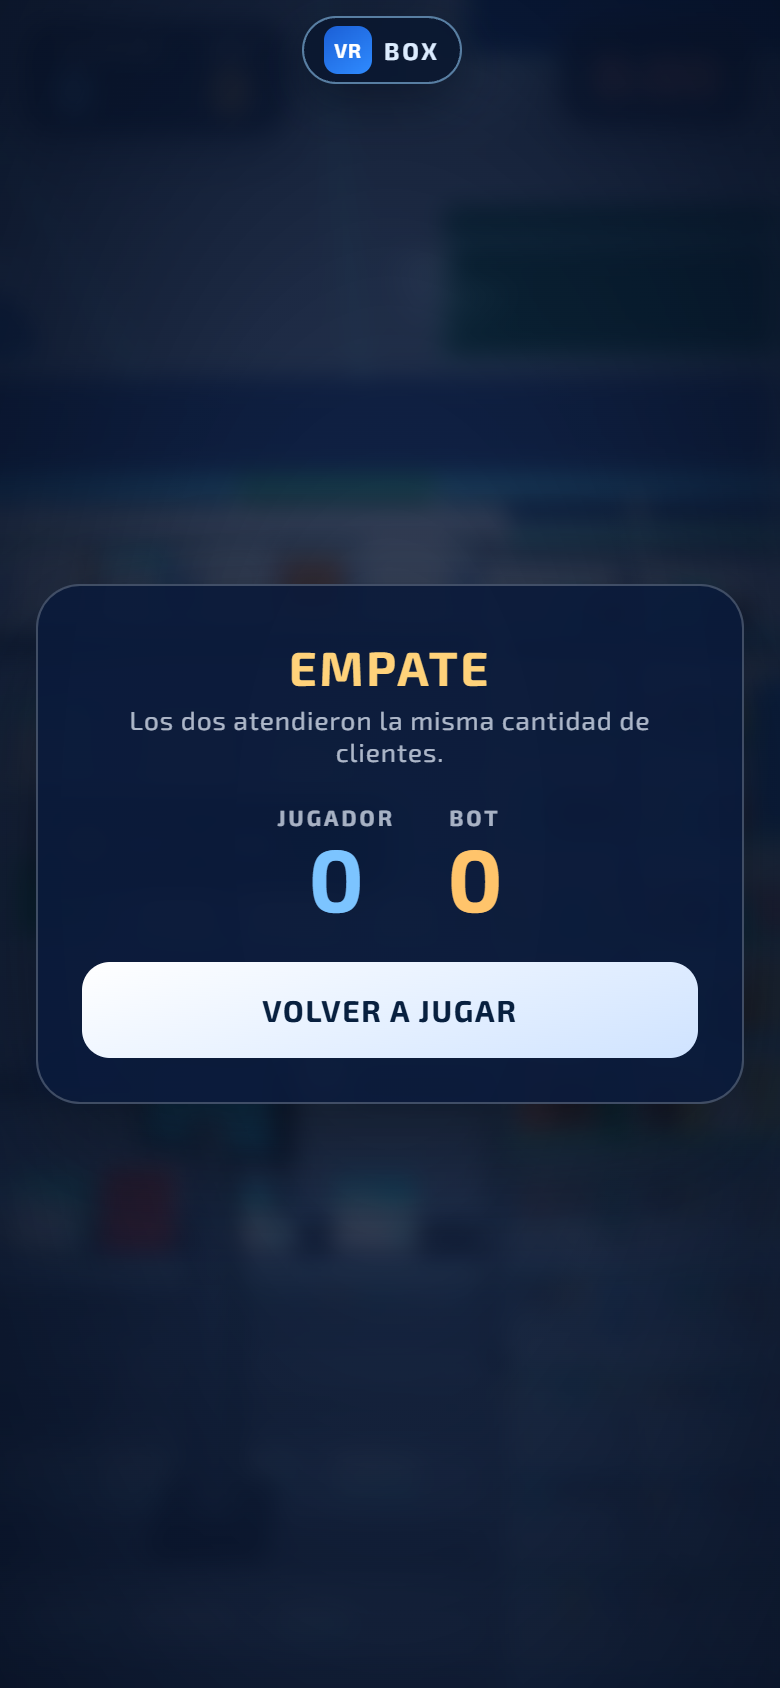 VR BOX
EMPATE
Los dos atendieron la misma cantidad de
clientes.
JUGADOR BOT
0 0
VOLVER A JUGAR